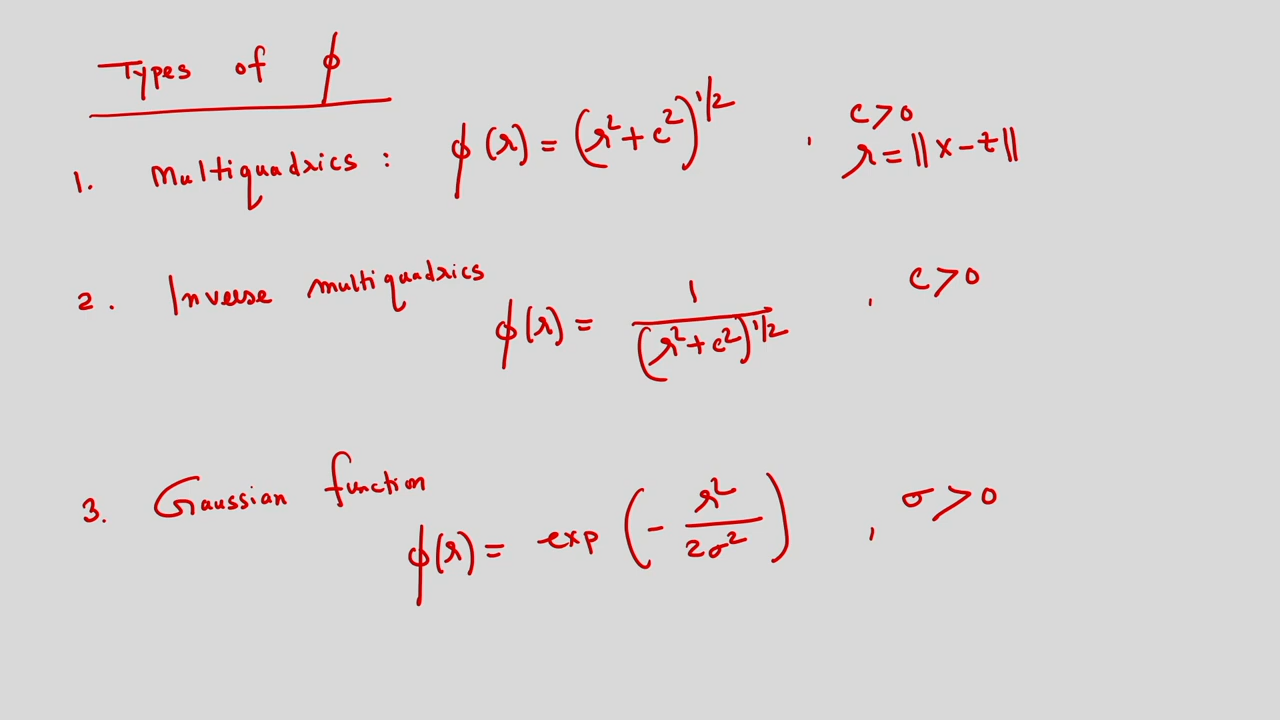 Types of ϕ
1. Multiquadrics : ϕ(r) = (r² + c²)^1/2 , c > 0
r = ||x - t||
2. Inverse multiquadrics
ϕ(r) = 1 / (r² + c²)^1/2 , c > 0
3. Gaussian function
ϕ(r) = exp (- r² / 2σ²) , σ > 0